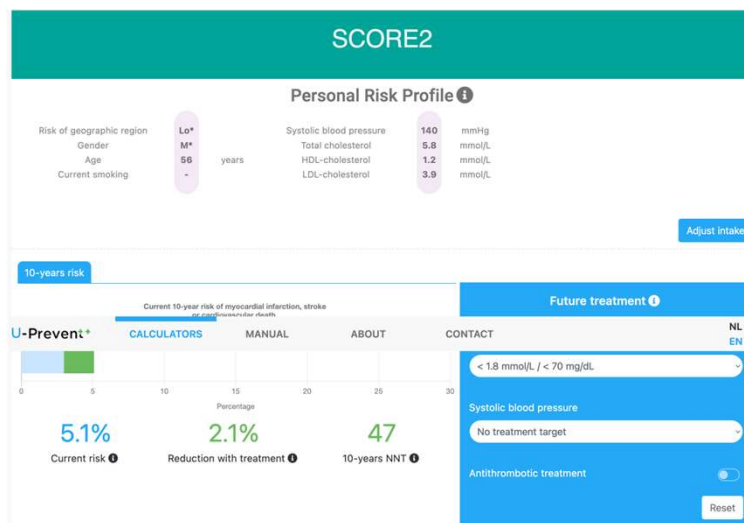 SCORE2
Personal Risk Profile
Risk of geographic region Lo*
Gender M*
Age 56 years
Current smoking -
Systolic blood pressure 140 mmHg
Total cholesterol 5.8 mmol/L
HDL-cholesterol 1.2 mmol/L
LDL-cholesterol 3.9 mmol/L
Adjust intake
10-years risk
Current 10-year risk of myocardial infarction, stroke
or cardiovascular death
Future treatment
U-Prevent CALCULATORS MANUAL ABOUT CONTACT NL
EN
< 1.8 mmol/L / < 70 mg/dL
0 5 10 15 20 25 30
Percentage
Systolic blood pressure
No treatment target
5.1% 2.1% 47
Current risk Reduction with treatment 10-years NNT
Antithrombotic treatment
Reset